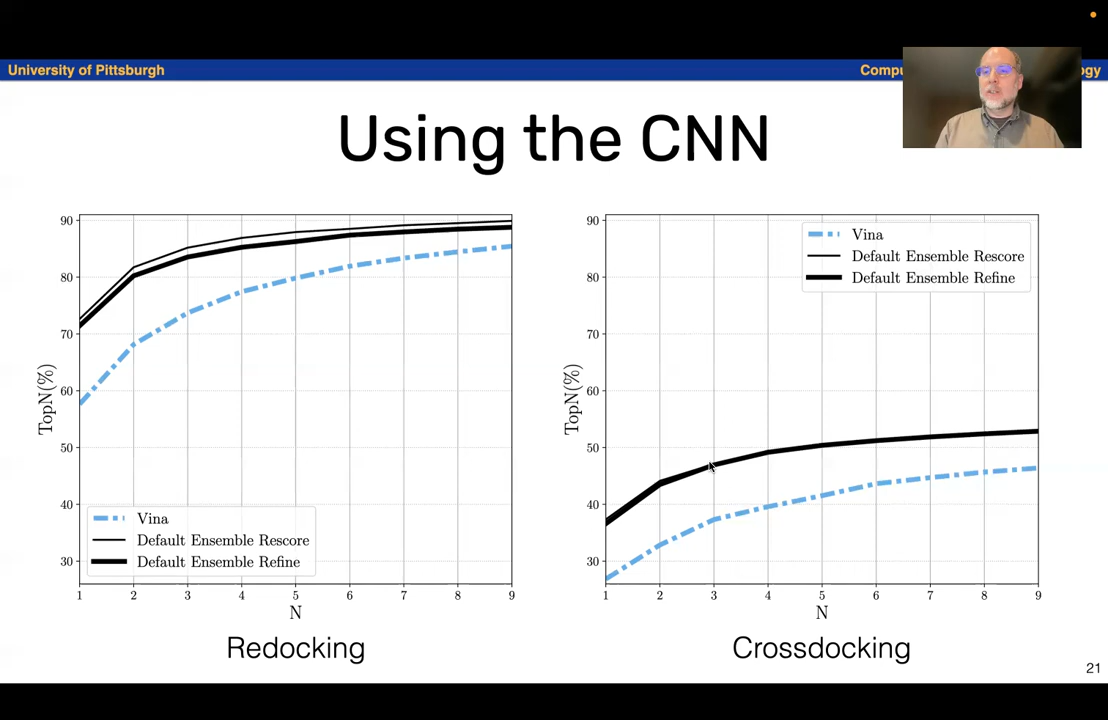 University of Pittsburgh
Compu
ogy
Using the CNN
90
80
70
60
50
40
30
TopN(%)
Vina
Default Ensemble Rescore
Default Ensemble Refine
1 2 3 4 5 6 7 8 9
N
Redocking
90
80
70
60
50
40
30
TopN(%)
Vina
Default Ensemble Rescore
Default Ensemble Refine
1 2 3 4 5 6 7 8 9
N
Crossdocking
21